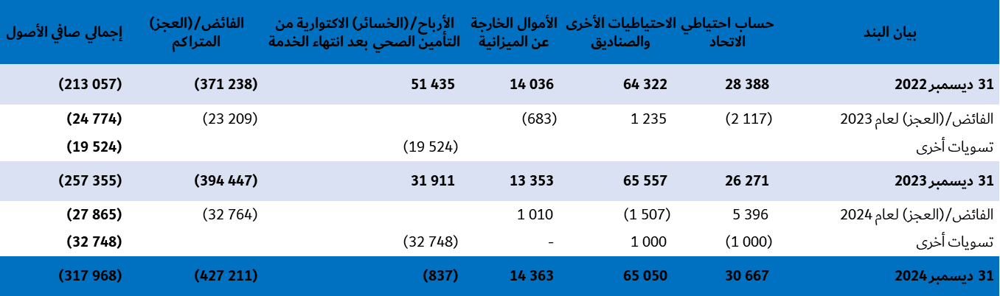 بيان البند حساب احتياطي الاتحاد الاحتياطيات الأخرى والصناديق الأموال الخارجة عن الميزانية الأرباح/(الخسائر) الاكتوارية من التأمين الصحي بعد انتهاء الخدمة الفائض/(العجز) المتراكم إجمالي صافي الأصول
31 ديسمبر 2022 28 388 64 322 14 036 51 435 (371 238) (213 057)
الفائض/(العجز) لعام 2023 (2 117) 1 235 (683) (23 209) (24 774)
تسويات أخرى (19 524) (19 524)
31 ديسمبر 2023 26 271 65 557 13 353 31 911 (394 447) (257 355)
الفائض/(العجز) لعام 2024 5 396 (1 507) 1 010 (32 764) (27 865)
تسويات أخرى (1 000) 1 000 - (32 748) (32 748)
31 ديسمبر 2024 30 667 65 050 14 363 (837) (427 211) (317 968)